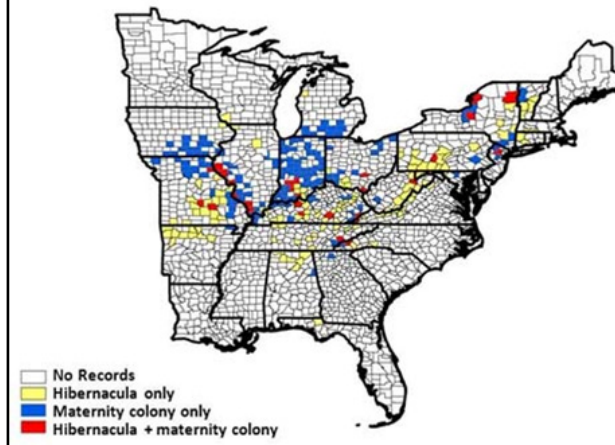 No Records
Hibernacula only
Maternity colony only
Hibernacula + maternity colony